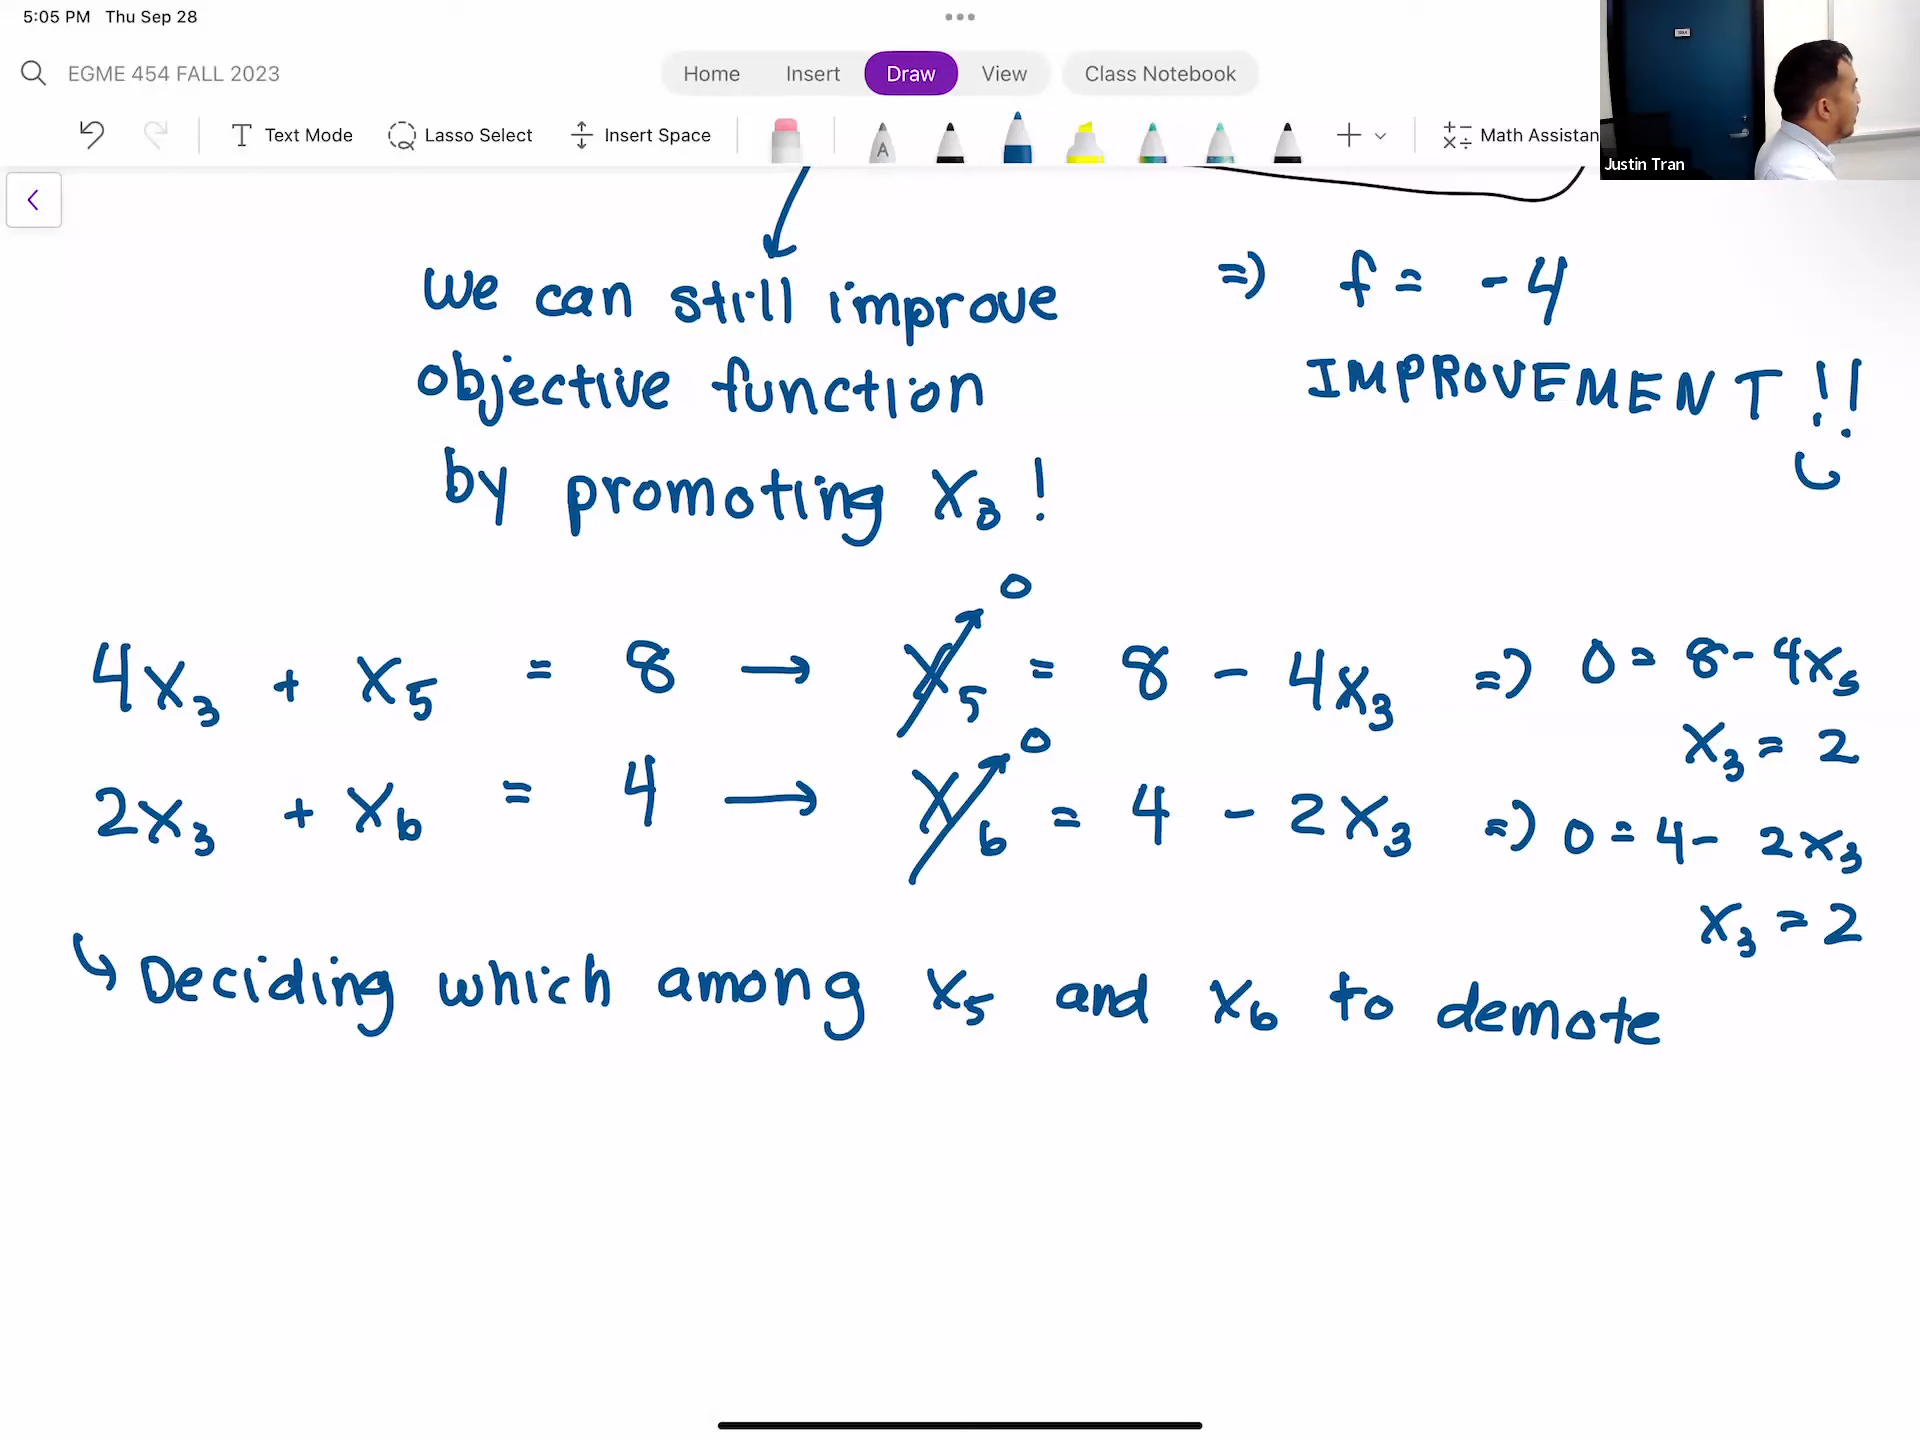 5:05 PM Thu Sep 28
EGME 454 FALL 2023
Home Insert Draw View Class Notebook
Text Mode Lasso Select Insert Space A Math Assistan
Justin Tran
we can still improve
objective function
by promoting x₃ !
=) f = -4
IMPROVEMENT !!
4x₃ + x₅ = 8 → x₅ 0 = 8 - 4x₃ =) 0 = 8 - 4x₅
x₃ = 2
2x₃ + x₆ = 4 → x₆ 0 = 4 - 2x₃ =) 0 = 4 - 2x₃
x₃ = 2
↳ Deciding which among x₅ and x₆ to demote